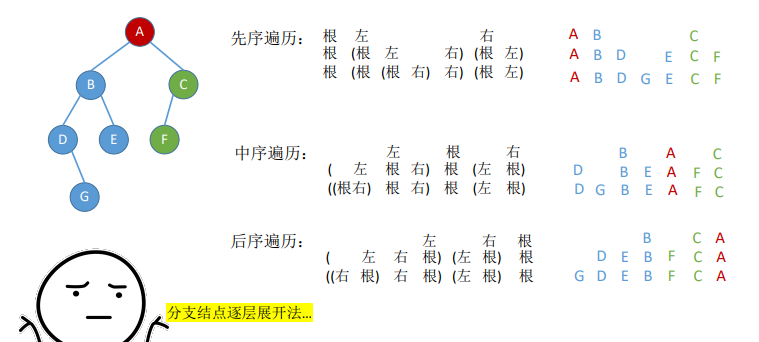 A
B
C
D
E
F
G
先序遍历：
根 左 右
根 (根 左 右) (根 左)
根 (根 (根 右) 右) (根 左)
A B C
A B D E C F
A B D G E C F
中序遍历：
左 根 右
( 左 根 右) 根 (左 根)
((根右) 根 右) 根 (左 根)
B A C
D B E A F C
D G B E A F C
后序遍历：
左 右 根
( 左 右 根) (左 根) 根
((右 根) 右 根) (左 根) 根
B C A
D E B F C A
G D E B F C A
分支结点逐层展开法...